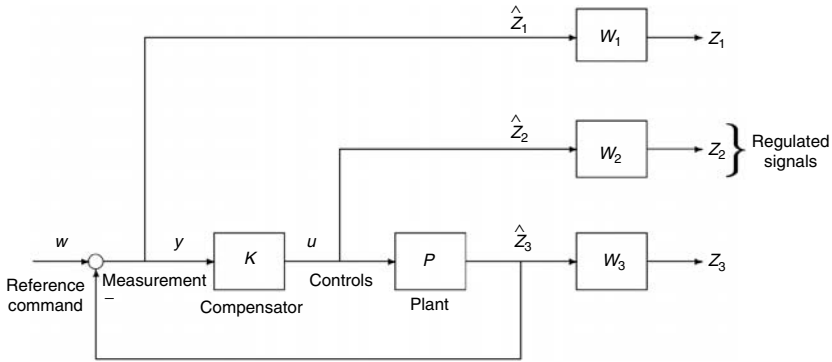 Ẑ1
W1
Z1
Ẑ2
W2
Z2
} Regulated
signals
w
y
K
u
P
Ẑ3
W3
Z3
Reference
command
Measurement
−
Compensator
Controls
Plant